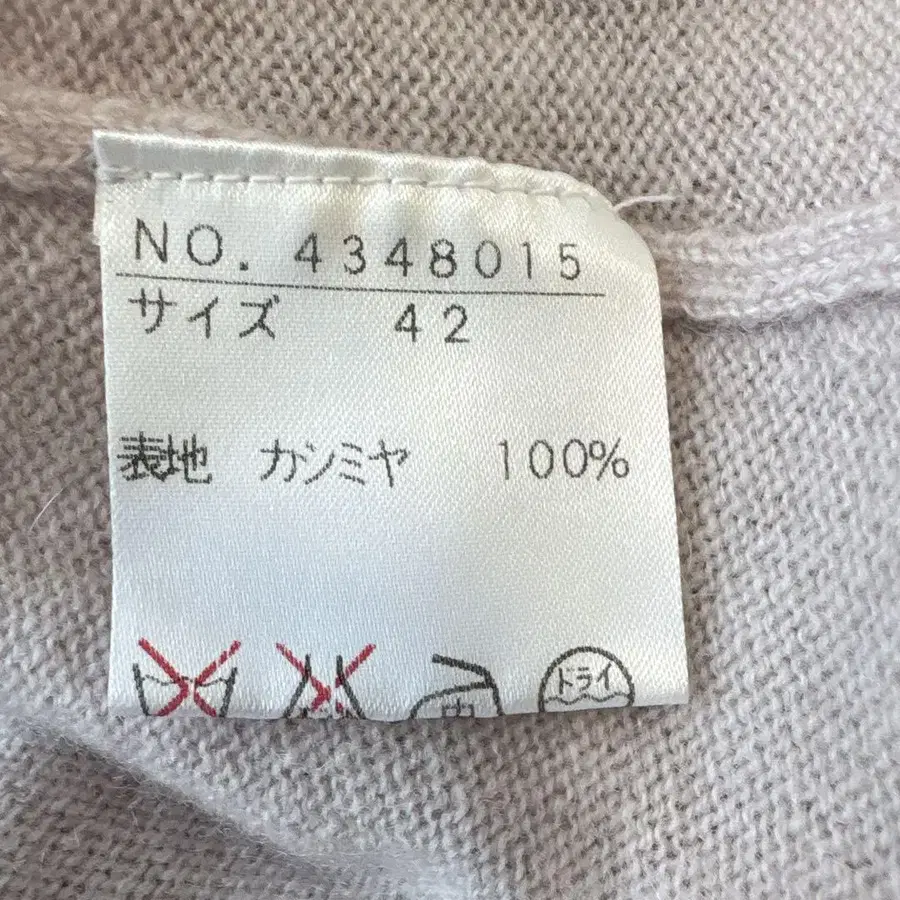 NO. 4348015
サイズ 42
表地 カシミヤ 100%
中 ドライ